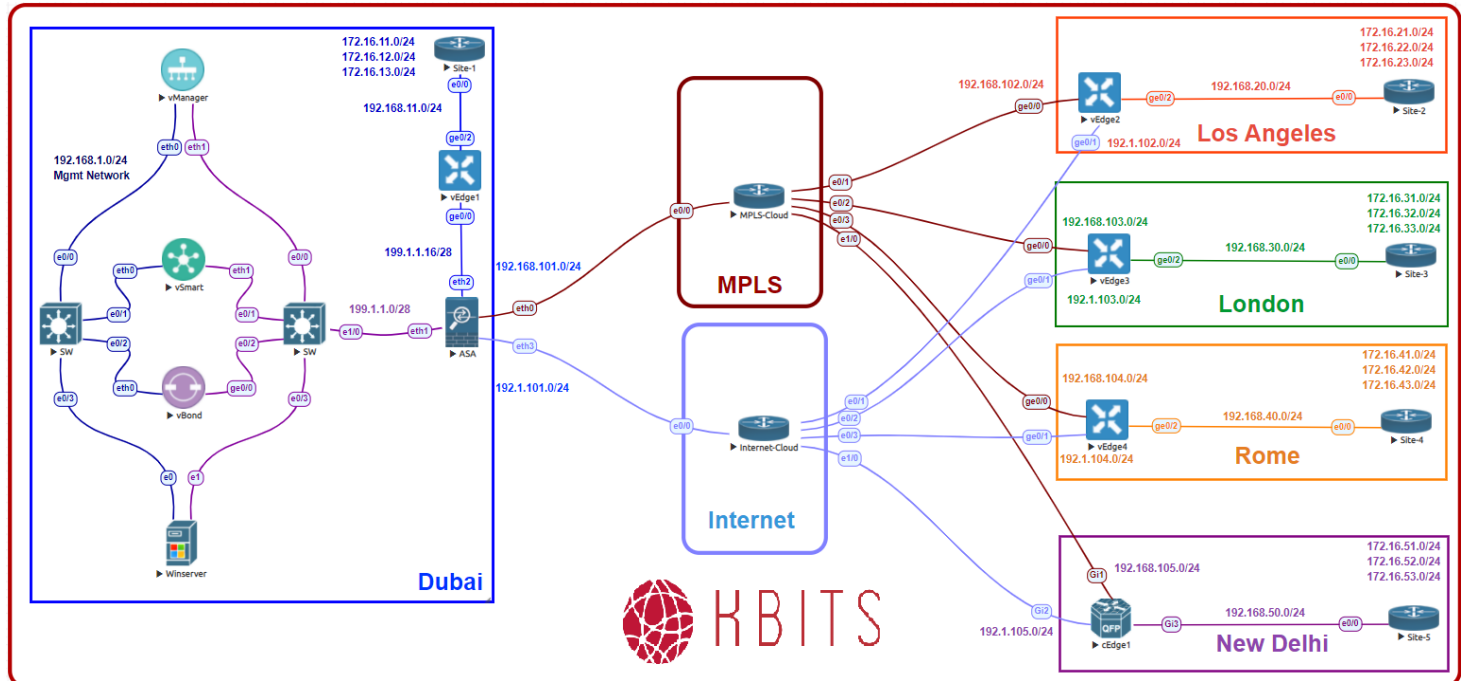 172.16.11.0/24
172.16.12.0/24
172.16.13.0/24
Site-1
e0/0
192.168.11.0/24
ge0/2
vEdge1
ge0/0
199.1.1.16/28
eth2
vManager
eth0
eth1
192.168.1.0/24
Mgmt Network
e0/0
e0/0
eth0
vSmart
eth1
e0/1
e0/1
SW
SW
e0/2
e0/2
eth0
vBond
ge0/0
e0/3
e0/3
e0
e1
Winserver
199.1.1.0/28
e1/0
eth1
ASA
192.168.101.0/24
eth0
eth3
192.1.101.0/24
Dubai
e0/0
MPLS-Cloud
e0/1
e0/2
e0/3
e1/0
MPLS
e0/0
Internet-Cloud
e0/1
e0/2
e0/3
e1/0
Internet
192.168.102.0/24
ge0/0
vEdge2
ge0/1
192.1.102.0/24
ge0/2
192.168.20.0/24
e0/0
172.16.21.0/24
172.16.22.0/24
172.16.23.0/24
Site-2
Los Angeles
192.168.103.0/24
ge0/0
vEdge3
ge0/1
192.1.103.0/24
ge0/2
192.168.30.0/24
e0/0
172.16.31.0/24
172.16.32.0/24
172.16.33.0/24
Site-3
London
192.168.104.0/24
ge0/0
vEdge4
ge0/1
192.1.104.0/24
ge0/2
192.168.40.0/24
e0/0
172.16.41.0/24
172.16.42.0/24
172.16.43.0/24
Site-4
Rome
Gi1
192.168.105.0/24
Gi2
192.1.105.0/24
QFP
cEdge1
Gi3
192.168.50.0/24
e0/0
172.16.51.0/24
172.16.52.0/24
172.16.53.0/24
Site-5
New Delhi
KBITS